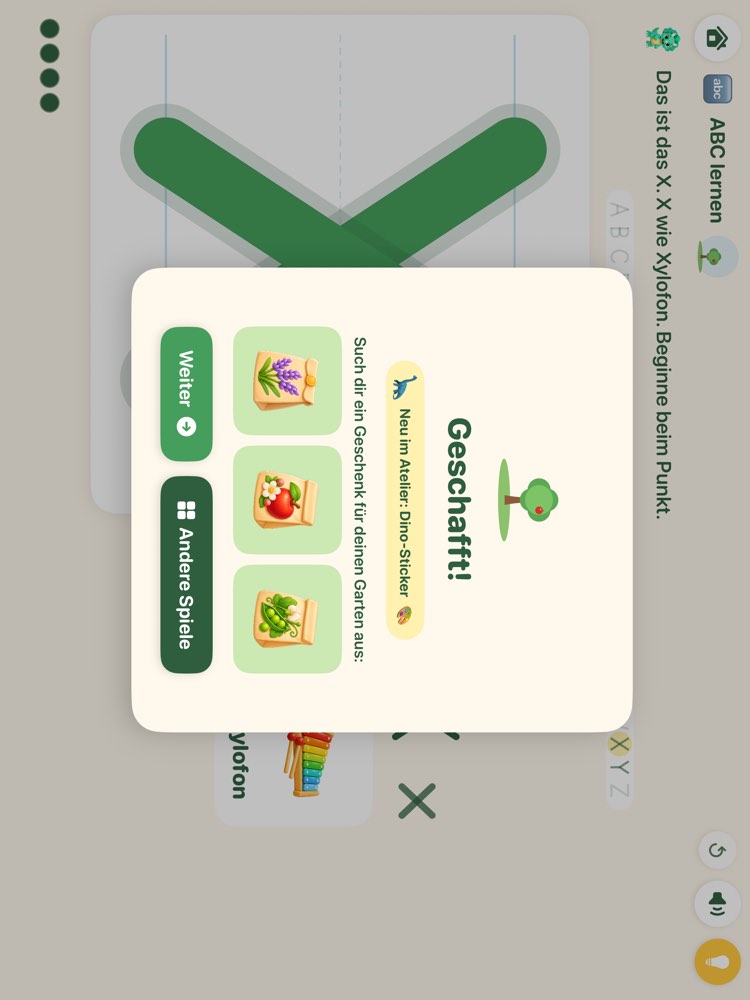 abc ABC lernen
Das ist das X. X wie Xylofon. Beginne beim Punkt.
A B C
X Y Z
Geschafft!
Neu im Atelier: Dino-Sticker
Such dir ein Geschenk für deinen Garten aus:
Weiter
Andere Spiele
X
ylofon